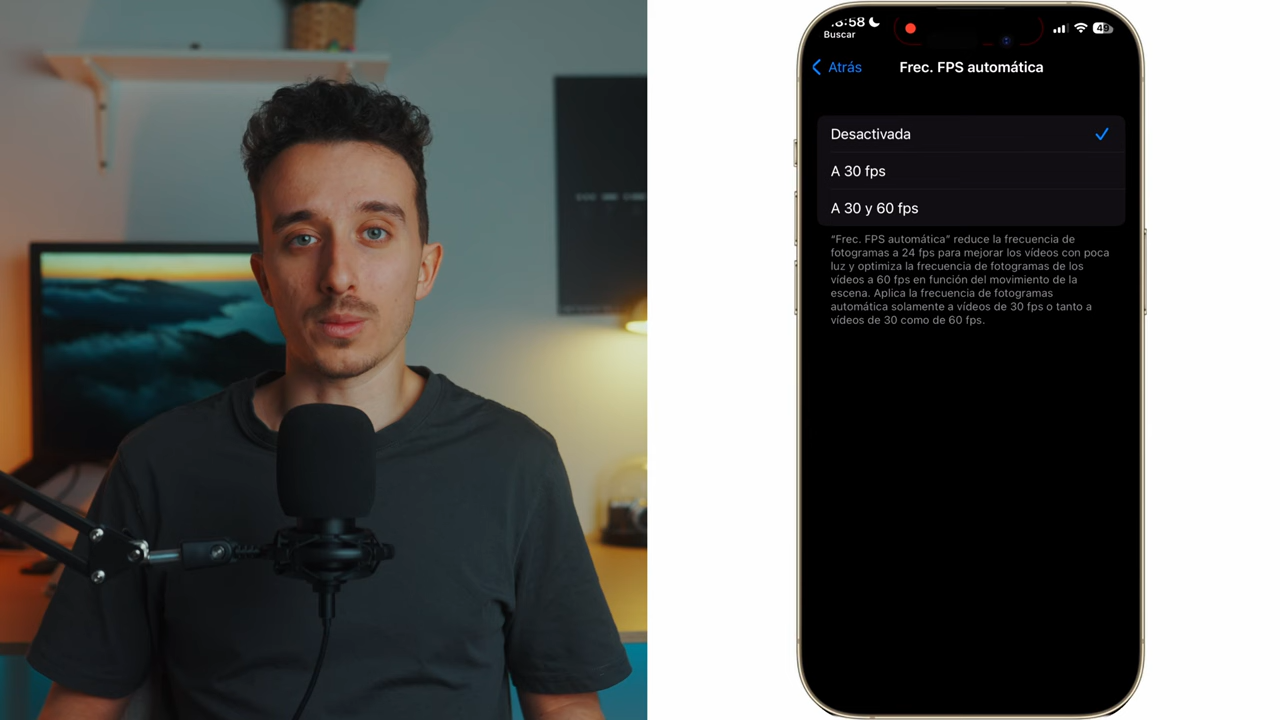 Buscar
49
Atrás
Frec. FPS automática
Desactivada
A 30 fps
A 30 y 60 fps
“Frec. FPS automática” reduce la frecuencia de
fotogramas a 24 fps para mejorar los vídeos con poca
luz y optimiza la frecuencia de fotogramas de los
vídeos a 60 fps en función del movimiento de la
escena. Aplica la frecuencia de fotogramas
automática solamente a vídeos de 30 fps o tanto a
vídeos de 30 como de 60 fps.